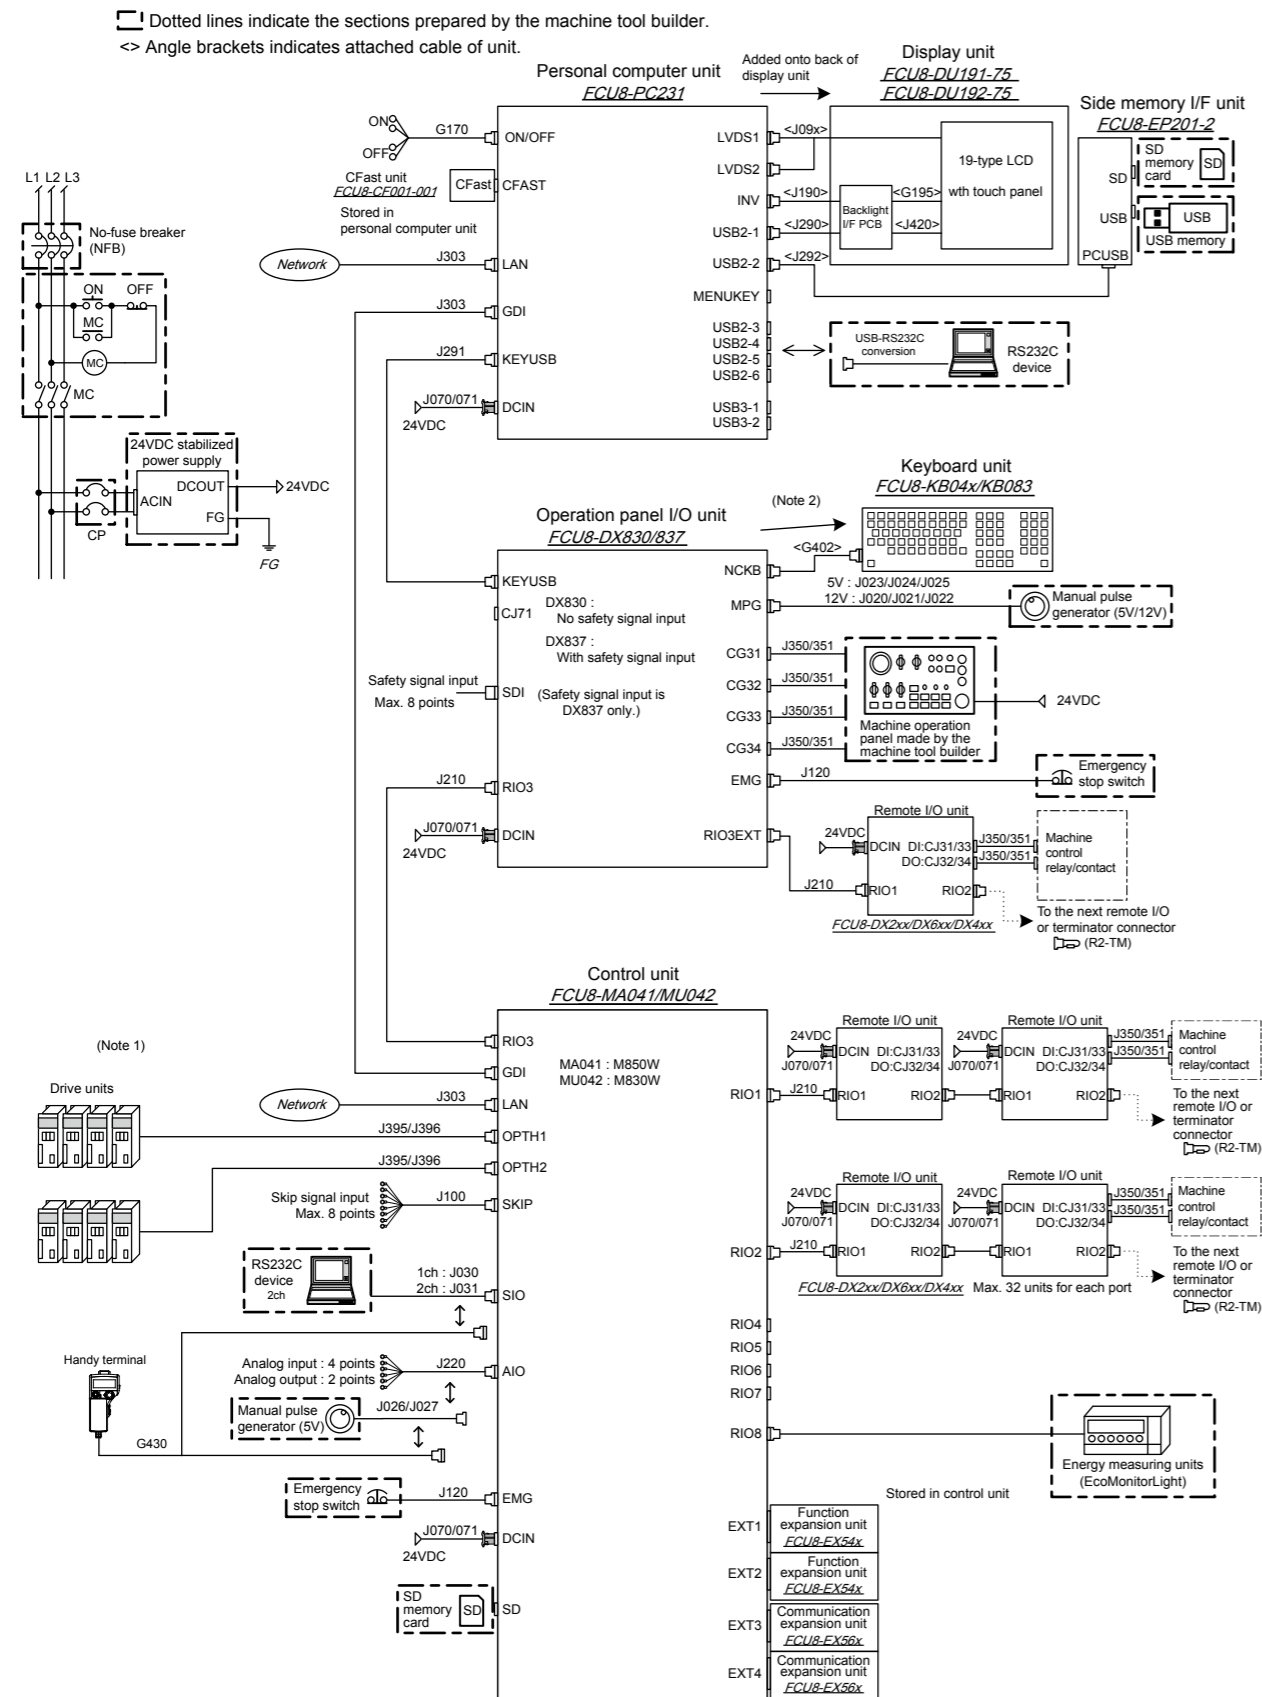 Dotted lines indicate the sections prepared by the machine tool builder.
<> Angle brackets indicates attached cable of unit.
Personal computer unit
FCU8-PC231
Added onto back of
display unit
Display unit
FCU8-DU191-75
FCU8-DU192-75
Side memory I/F unit
FCU8-EP201-2
ON
OFF
G170
ON/OFF
CFast unit
FCU8-CF001-001
CFast
CFAST
Stored in
personal computer unit
Network
J303
LAN
J303
GDI
J291
KEYUSB
J070/071
DCIN
24VDC
LVDS1
<J09x>
LVDS2
INV
<J190>
USB2-1
<J290>
USB2-2
<J292>
MENUKEY
USB2-3
USB2-4
USB2-5
USB2-6
USB3-1
USB3-2
Backlight
I/F PCB
<G195>
<J420>
19-type LCD
wth touch panel
SD
USB
PCUSB
SD
memory
card
SD
USB
USB memory
USB-RS232C
conversion
RS232C
device
L1 L2 L3
No-fuse breaker
(NFB)
ON
OFF
MC
MC
MC
24VDC stabilized
power supply
DCOUT
24VDC
ACIN
FG
CP
FG
Operation panel I/O unit
FCU8-DX830/837
(Note 2)
Keyboard unit
FCU8-KB04x/KB083
KEYUSB
CJ71
DX830 :
No safety signal input
DX837 :
With safety signal input
Safety signal input
Max. 8 points
SDI
(Safety signal input is
DX837 only.)
J210
RIO3
J070/071
DCIN
24VDC
NCKB
<G402>
5V : J023/J024/J025
MPG
12V : J020/J021/J022
Manual pulse
generator (5V/12V)
CG31
J350/351
CG32
J350/351
CG33
J350/351
CG34
J350/351
24VDC
Machine operation
panel made by the
machine tool builder
EMG
J120
Emergency
stop switch
RIO3EXT
J210
Remote I/O unit
24VDC
DCIN
DI:CJ31/33
DO:CJ32/34
J350/351
J350/351
RIO1
RIO2
Machine
control
relay/contact
FCU8-DX2xx/DX6xx/DX4xx
To the next remote I/O
or terminator connector
(R2-TM)
Control unit
FCU8-MA041/MU042
(Note 1)
Drive units
RIO3
GDI
MA041 : M850W
MU042 : M830W
Network
J303
LAN
J395/J396
OPTH1
J395/J396
OPTH2
Skip signal input
Max. 8 points
J100
SKIP
RS232C
device
2ch
1ch : J030
2ch : J031
SIO
Handy terminal
G430
Analog input : 4 points
Analog output : 2 points
J220
AIO
Manual pulse
generator (5V)
J026/J027
Emergency
stop switch
J120
EMG
J070/071
DCIN
24VDC
SD
memory
card
SD
SD
RIO1
J210
Remote I/O unit
24VDC
J070/071
DCIN
DI:CJ31/33
DO:CJ32/34
RIO1
RIO2
Remote I/O unit
24VDC
J070/071
DCIN
DI:CJ31/33
DO:CJ32/34
RIO1
RIO2
J350/351
J350/351
Machine
control
relay/contact
To the next
remote I/O or
terminator
connector
(R2-TM)
RIO2
J210
Remote I/O unit
24VDC
J070/071
DCIN
DI:CJ31/33
DO:CJ32/34
RIO1
RIO2
Remote I/O unit
24VDC
J070/071
DCIN
DI:CJ31/33
DO:CJ32/34
RIO1
RIO2
J350/351
J350/351
Machine
control
relay/contact
To the next
remote I/O or
terminator
connector
(R2-TM)
FCU8-DX2xx/DX6xx/DX4xx
Max. 32 units for each port
RIO4
RIO5
RIO6
RIO7
RIO8
Energy measuring units
(EcoMonitorLight)
Stored in control unit
EXT1
Function
expansion unit
FCU8-EX54x
EXT2
Function
expansion unit
FCU8-EX54x
EXT3
Communication
expansion unit
FCU8-EX56x
EXT4
Communication
expansion unit
FCU8-EX56x